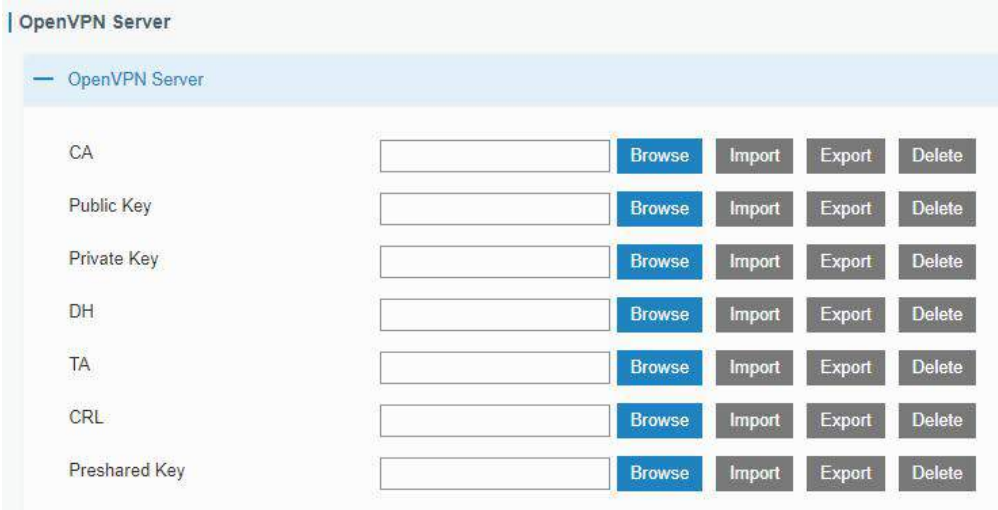 OpenVPN Server
OpenVPN Server
CA Browse Import Export Delete
Public Key Browse Import Export Delete
Private Key Browse Import Export Delete
DH Browse Import Export Delete
TA Browse Import Export Delete
CRL Browse Import Export Delete
Preshared Key Browse Import Export Delete